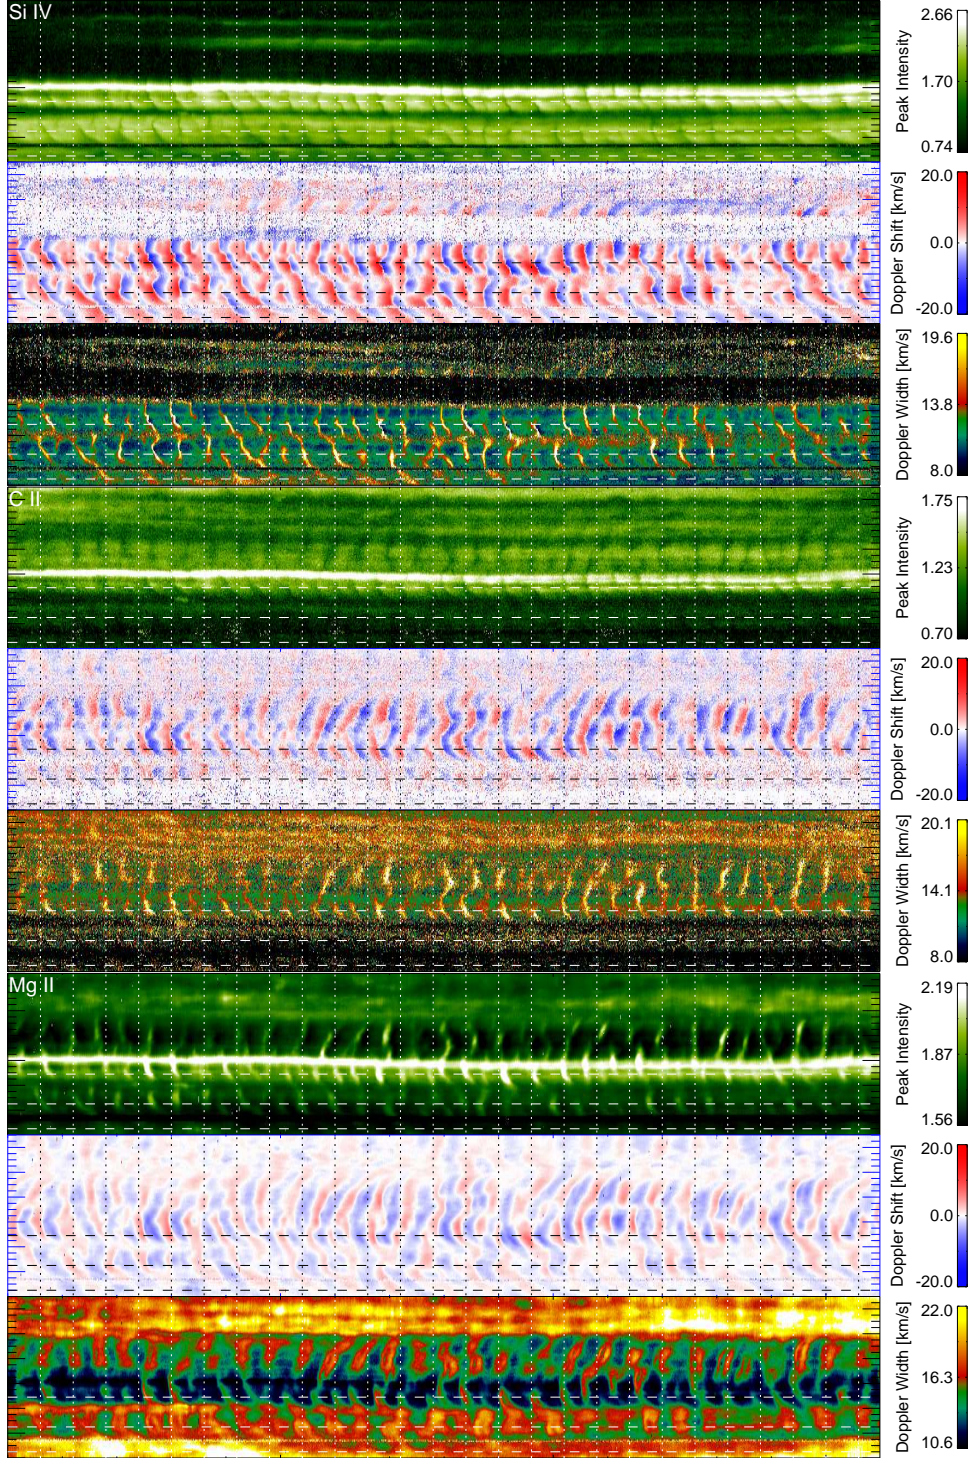 Si IV
2.66
1.70
0.74
Peak Intensity
20.0
0.0
-20.0
Doppler Shift [km/s]
19.6
13.8
8.0
Doppler Width [km/s]
C II
1.75
1.23
0.70
Peak Intensity
20.0
0.0
-20.0
Doppler Shift [km/s]
20.1
14.1
8.0
Doppler Width [km/s]
Mg II
2.19
1.87
1.56
Peak Intensity
20.0
0.0
-20.0
Doppler Shift [km/s]
22.0
16.3
10.6
Doppler Width [km/s]